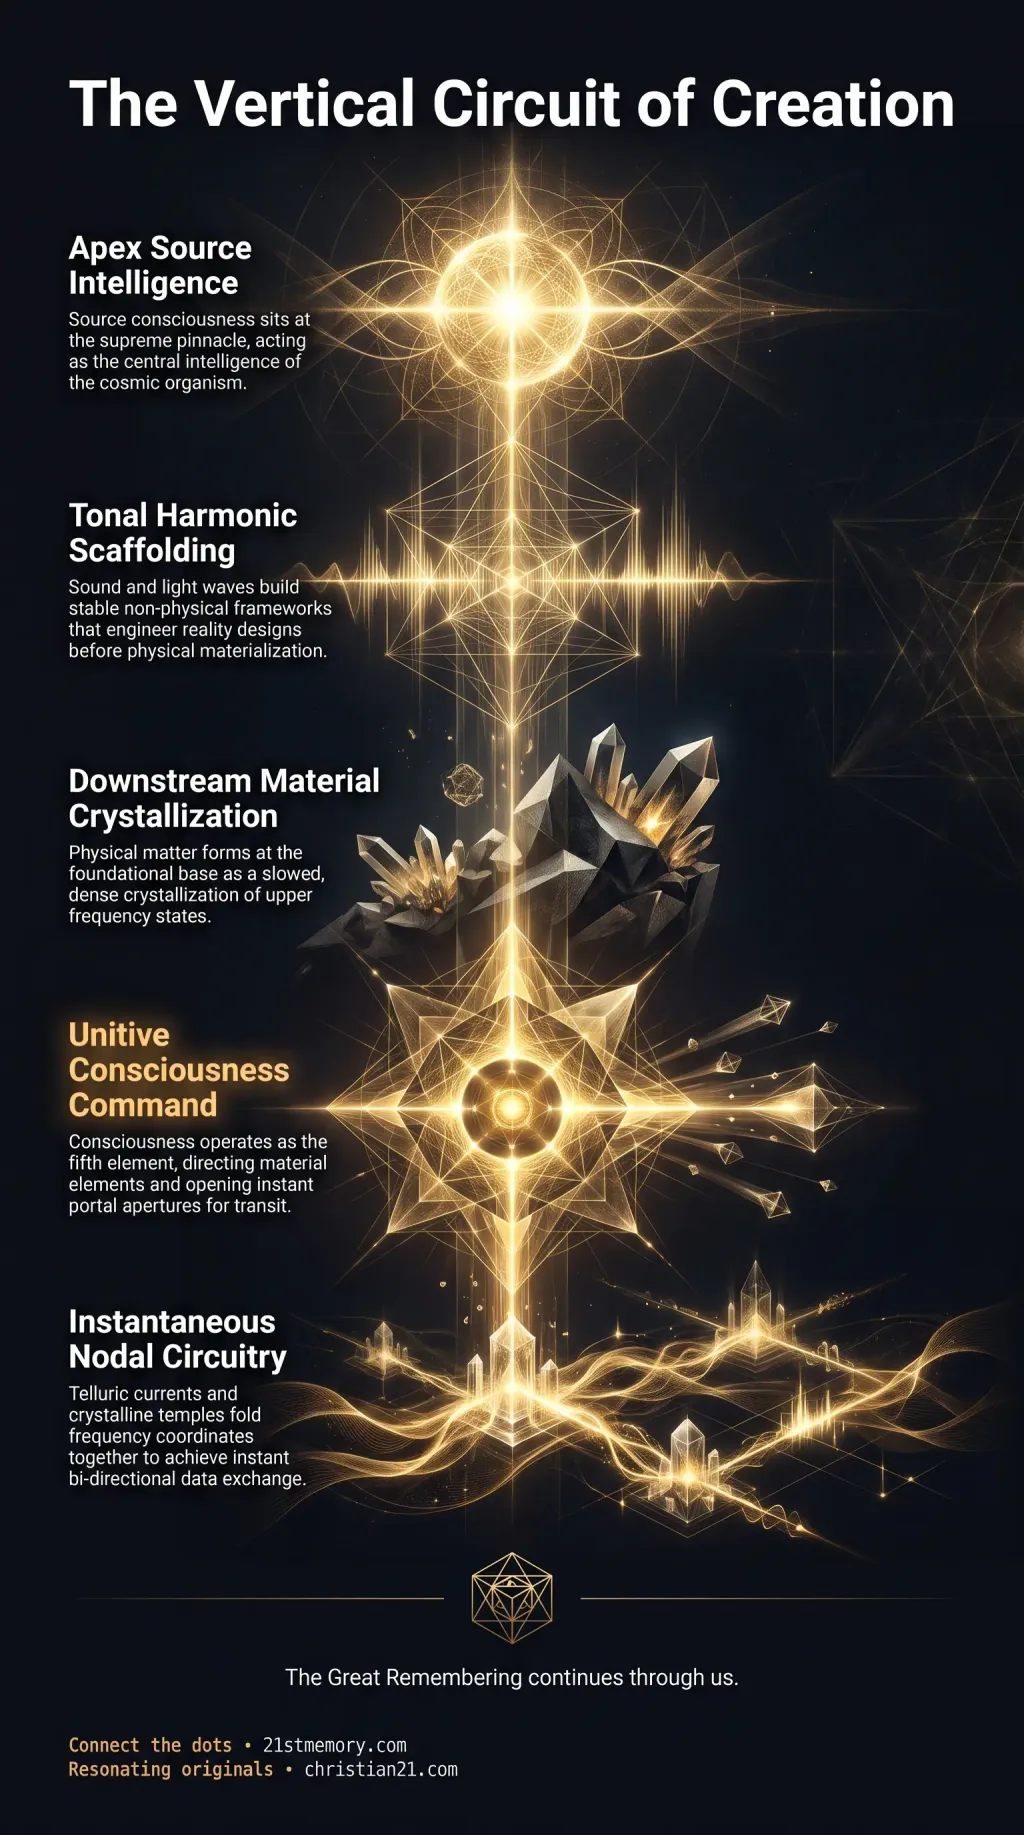 The Vertical Circuit of Creation
Apex Source
Intelligence
Source consciousness sits at
the supreme pinnacle, acting
as the central intelligence of
the cosmic organism.
Tonal Harmonic
Scaffolding
Sound and light waves build
stable non-physical frameworks
that engineer reality designs
before physical materialization.
Downstream Material
Crystallization
Physical matter forms at the
foundational base as a slowed,
dense crystallization of upper
frequency states.
Unitive
Consciousness
Command
Consciousness operates as the
fifth element, directing material
elements and opening instant
portal apertures for transit.
Instantaneous
Nodal Circuitry
Telluric currents and
crystalline temples fold
frequency coordinates
together to achieve instant
bi-directional data exchange.
The Great Remembering continues through us.
Connect the dots • 21stmemory.com
Resonating originals • christian21.com